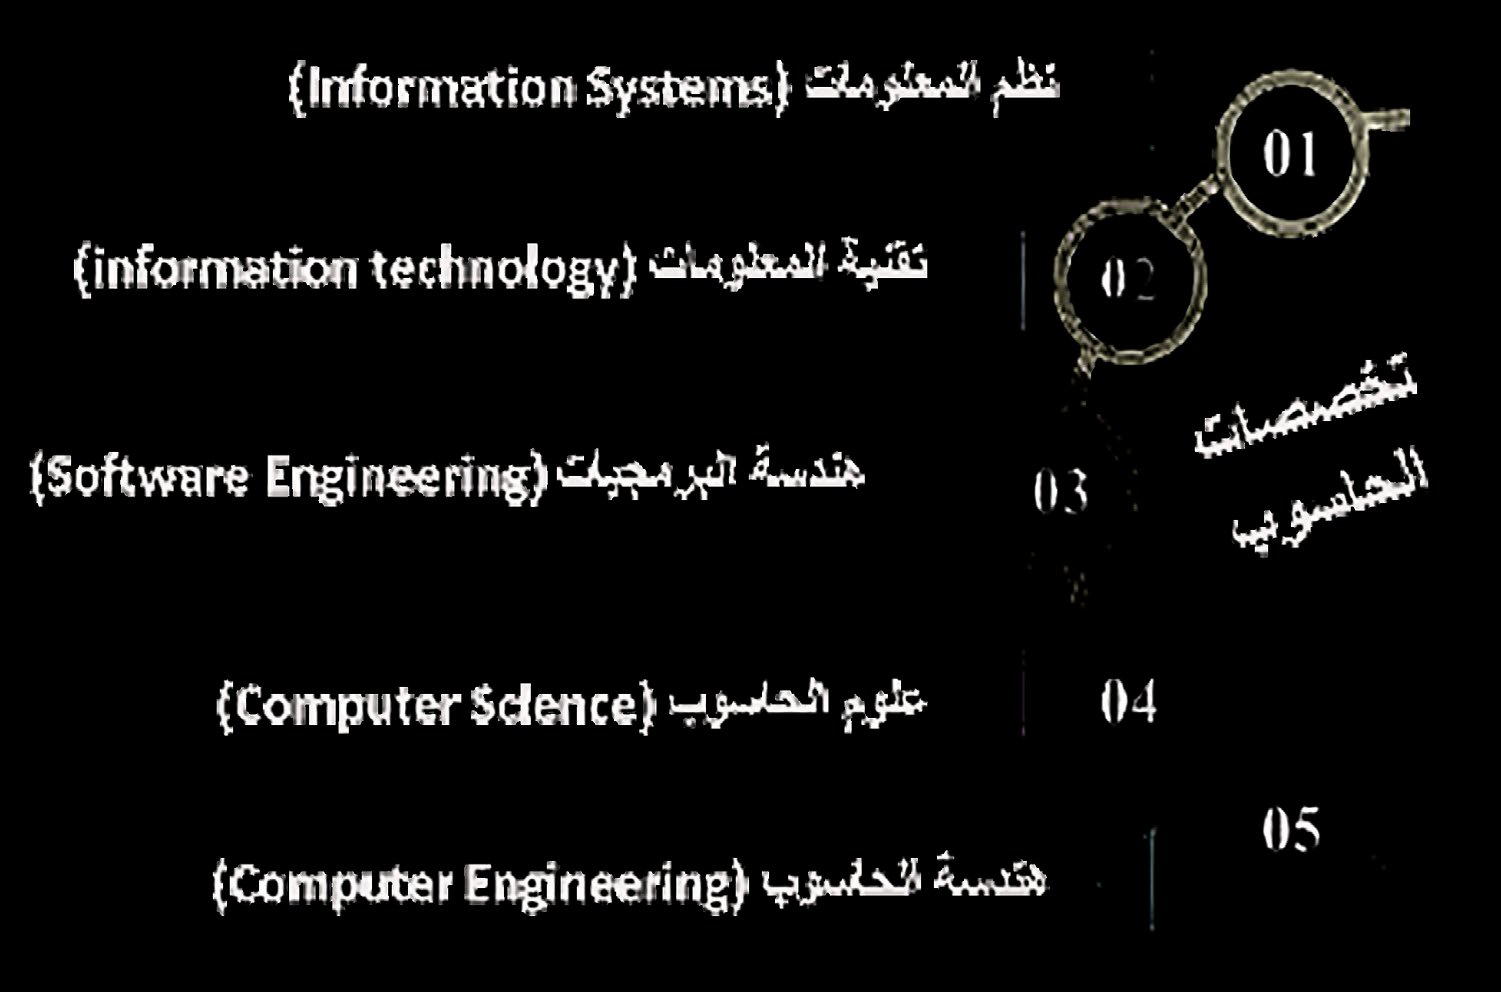 تخصصات
الحاسوب
01
نظم المعلومات (Information Systems)
02
تقنية المعلومات (information technology)
03
هندسة البرمجيات (Software Engineering)
04
علوم الحاسوب (Computer Science)
05
هندسة الحاسوب (Computer Engineering)